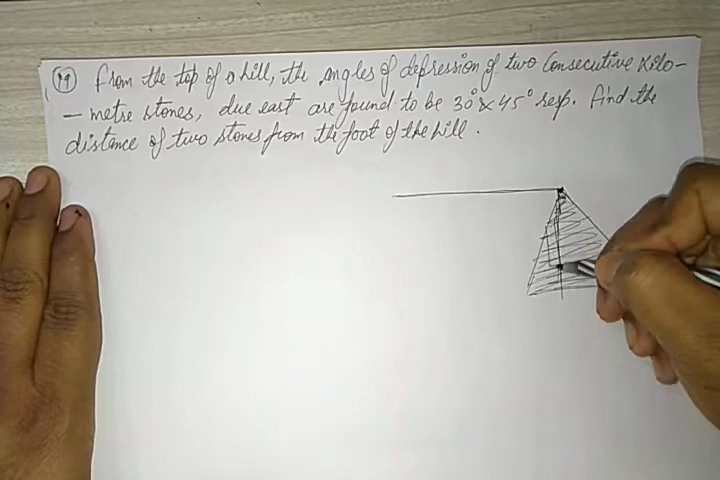 19 from the top of a hill, the angles of depression of two Consecutive kilo-
- metre stones, due east are found to be 30° & 45° resp. find the
distance of two stones from the foot of the hill.